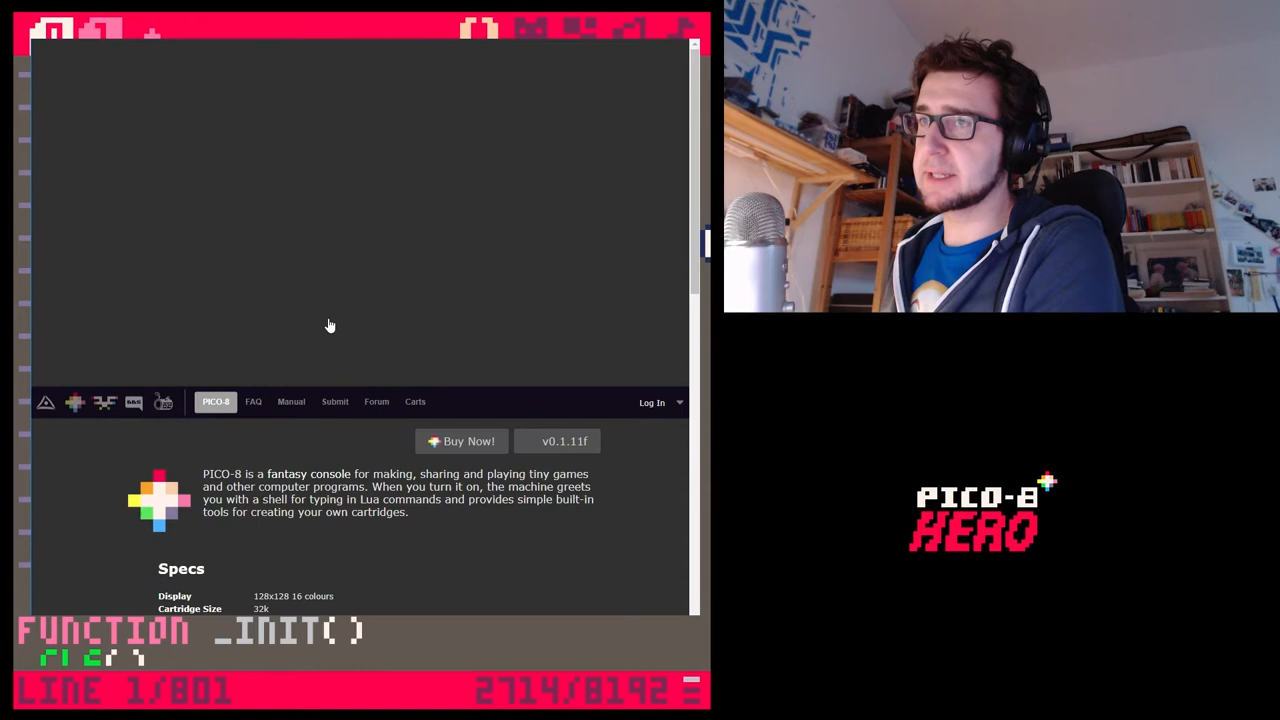 PICO-8 FAQ Manual Submit Forum Carts Log In
Buy Now! v0.1.11f
PICO-8 is a fantasy console for making, sharing and playing tiny games
and other computer programs. When you turn it on, the machine greets
you with a shell for typing in Lua commands and provides simple built-in
tools for creating your own cartridges.
Specs
Display 128x128 16 colours
Cartridge Size 32k
FUNCTION _INIT()
LINE 1/801 2714/8192
PICO-8
HERO